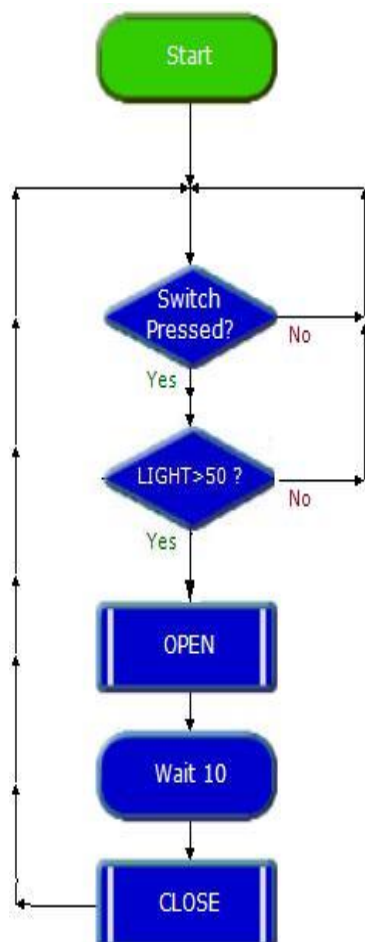 Start
Switch
Pressed?
No
Yes
LIGHT>50 ?
No
Yes
OPEN
Wait 10
CLOSE